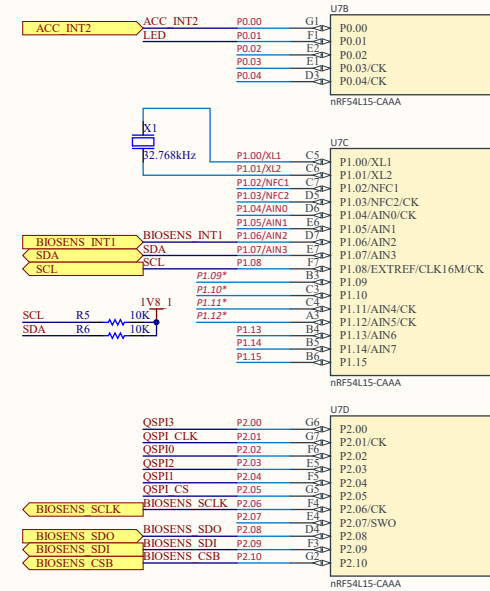 U7B
ACC_INT2 ACC_INT2 P0.00 G1 P0.00
LED P0.01 F1 P0.01
P0.02 E2 P0.02
P0.03 E1 P0.03/CK
P0.04 D3 P0.04/CK
nRF54L15-CAAA
X1
32.768kHz
U7C
P1.00/XL1 C5 P1.00/XL1
P1.01/XL2 C6 P1.01/XL2
P1.02/NFC1 C7 P1.02/NFC1
P1.03/NFC2 D5 P1.03/NFC2/CK
P1.04/AIN0 D6 P1.04/AIN0/CK
P1.05/AIN1 E6 P1.05/AIN1
BIOSENS_INT1 BIOSENS_INT1 P1.06/AIN2 D7 P1.06/AIN2
SDA SDA P1.07/AIN3 E7 P1.07/AIN3
SCL SCL P1.08 F7 P1.08/EXTREF/CLK16M/CK
P1.09* B3 P1.09
P1.10* C3 P1.10
P1.11* C4 P1.11/AIN4/CK
P1.12* A3 P1.12/AIN5/CK
P1.13 B4 P1.13/AIN6
P1.14 B5 P1.14/AIN7
P1.15 B6 P1.15
nRF54L15-CAAA
1V8_1
SCL R5 10K
SDA R6 10K
U7D
QSPI3 P2.00 G6 P2.00
QSPI_CLK P2.01 G7 P2.01/CK
QSPI0 P2.02 F6 P2.02
QSPI2 P2.03 E5 P2.03
QSPI1 P2.04 F5 P2.04
QSPI_CS P2.05 G5 P2.05
BIOSENS_SCLK BIOSENS_SCLK P2.06 F4 P2.06/CK
P2.07 E4 P2.07/SWO
BIOSENS_SDO BIOSENS_SDO P2.08 D4 P2.08
BIOSENS_SDI BIOSENS_SDI P2.09 F3 P2.09
BIOSENS_CSB BIOSENS_CSB P2.10 G2 P2.10
nRF54L15-CAAA